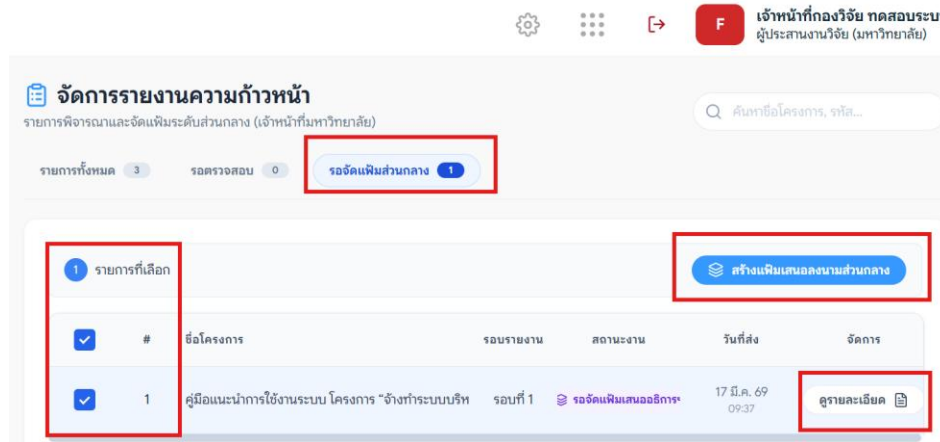 F
เจ้าหน้าที่กองวิจัย ทดสอบระบ
ผู้ประสานงานวิจัย (มหาวิทยาลัย)
จัดการรายงานความก้าวหน้า
รายการพิจารณาและจัดแฟ้มระดับส่วนกลาง (เจ้าหน้าที่มหาวิทยาลัย)
ค้นหาชื่อโครงการ, รหัส...
รายการทั้งหมด 3 รอตรวจสอบ 0 รอจัดแฟ้มส่วนกลาง 1
1 รายการที่เลือก สร้างแฟ้มเสนอลงนามส่วนกลาง
# ชื่อโครงการ รอบรายงาน สถานะงาน วันที่ส่ง จัดการ
1 คู่มือแนะนำการใช้งานระบบ โครงการ "จ้างทำระบบบริห รอบที่ 1 รอจัดแฟ้มเสนออธิการ 17 มี.ค. 69 ดูรายละเอียด
09:37